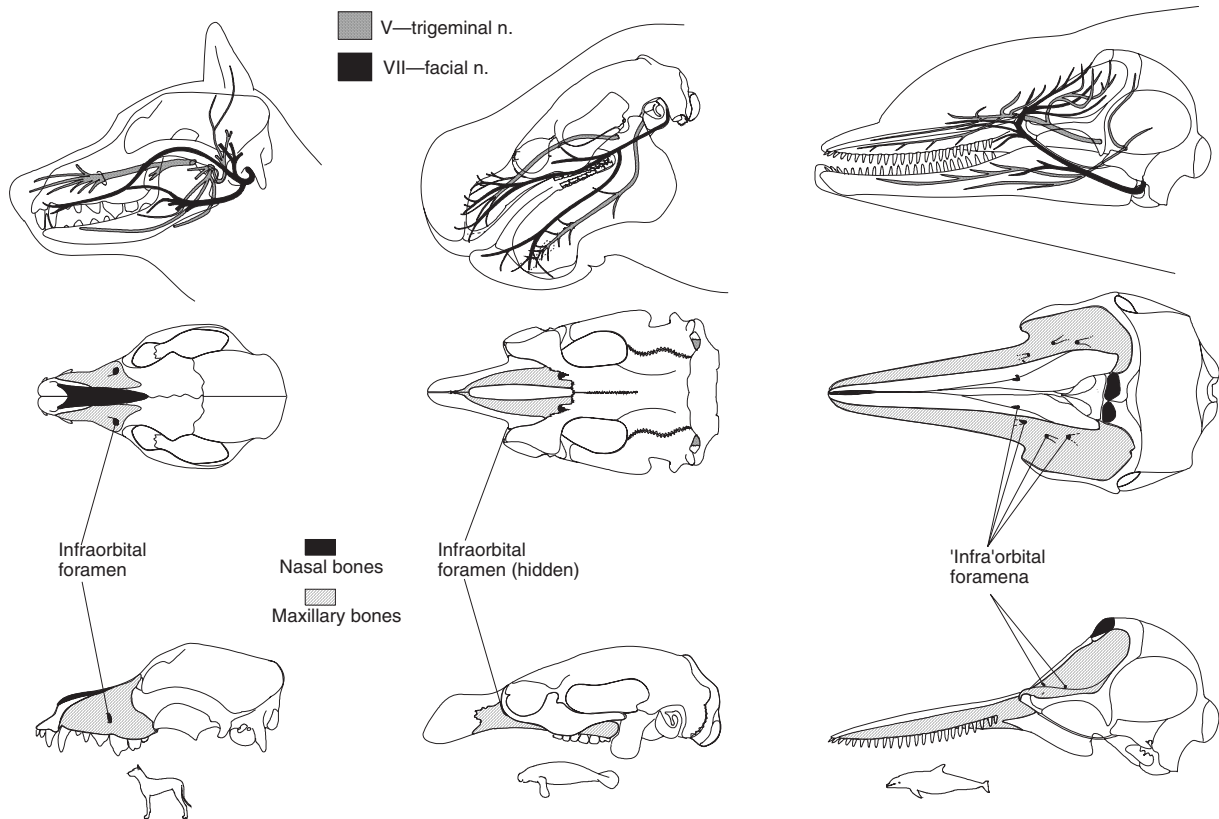 V—trigeminal n.
VII—facial n.
Infraorbital
foramen
Nasal bones
Maxillary bones
Infraorbital
foramen (hidden)
'Infra'orbital
foramena